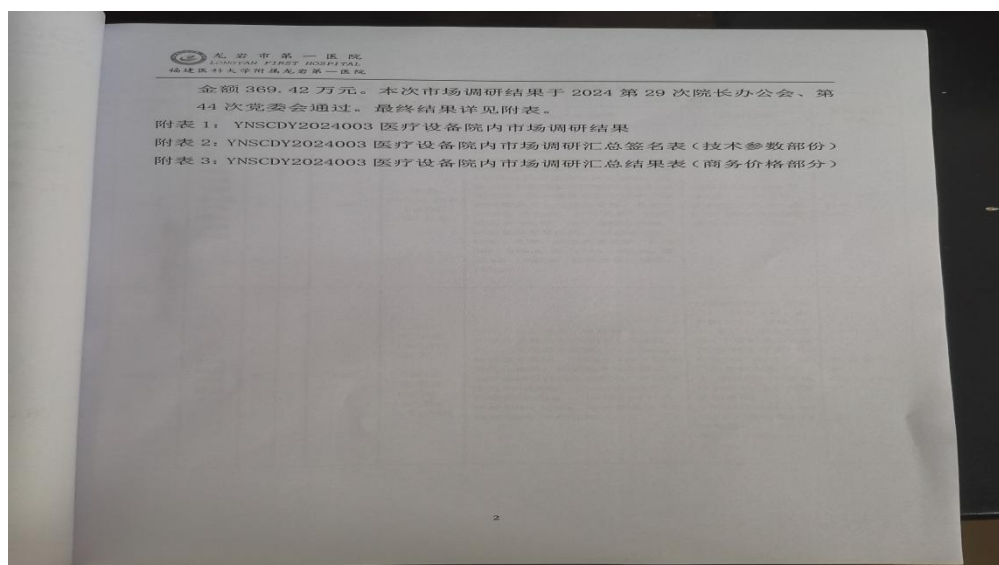 龙岩市第一医院
LONGYAN FIRST HOSPITAL
福建医科大学附属龙岩第一医院
金额 369.42 万元。本次市场调研结果于 2024 第 29 次院长办公会、第
44 次党委会通过。最终结果详见附表。
附表 1：YNSCDY2024003 医疗设备院内市场调研结果
附表 2：YNSCDY2024003 医疗设备院内市场调研汇总签名表（技术参数部份）
附表 3：YNSCDY2024003 医疗设备院内市场调研汇总结果表（商务价格部分）
2